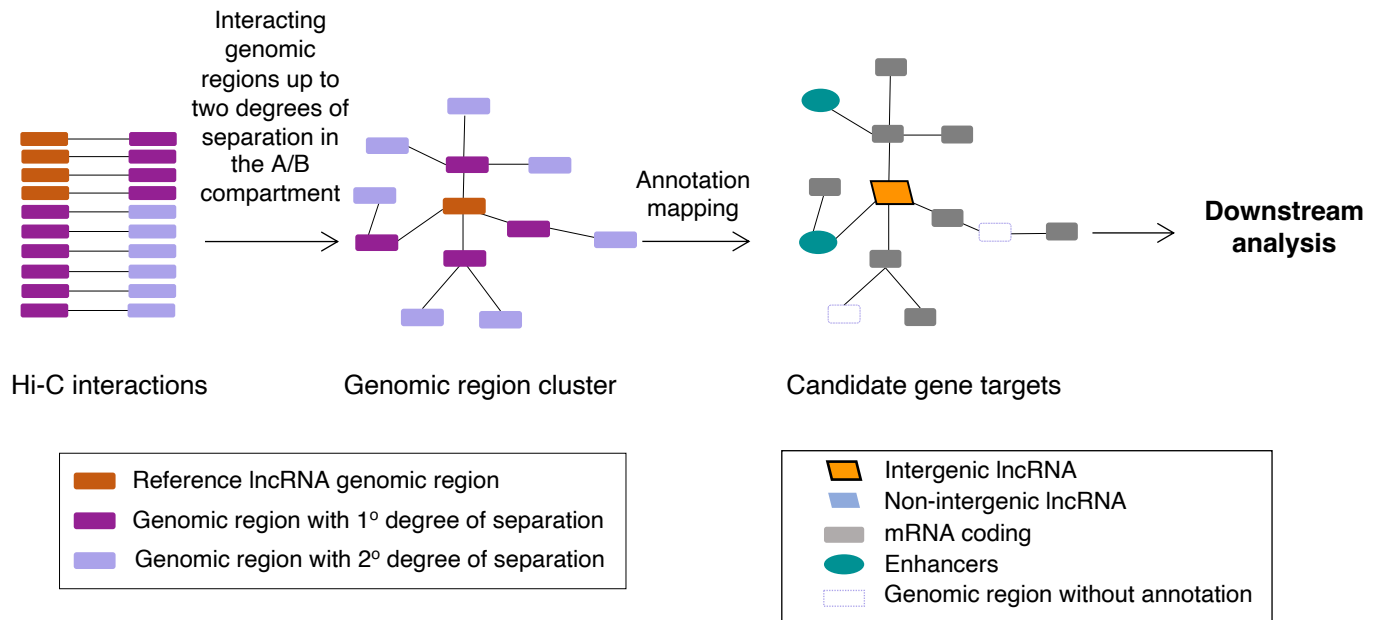 Interacting
genomic
regions up to
two degrees of
separation in
the A/B
compartment
Annotation
mapping
Downstream
analysis
Hi-C interactions
Genomic region cluster
Candidate gene targets
Reference lncRNA genomic region
Genomic region with 1º degree of separation
Genomic region with 2º degree of separation
Intergenic lncRNA
Non-intergenic lncRNA
mRNA coding
Enhancers
Genomic region without annotation